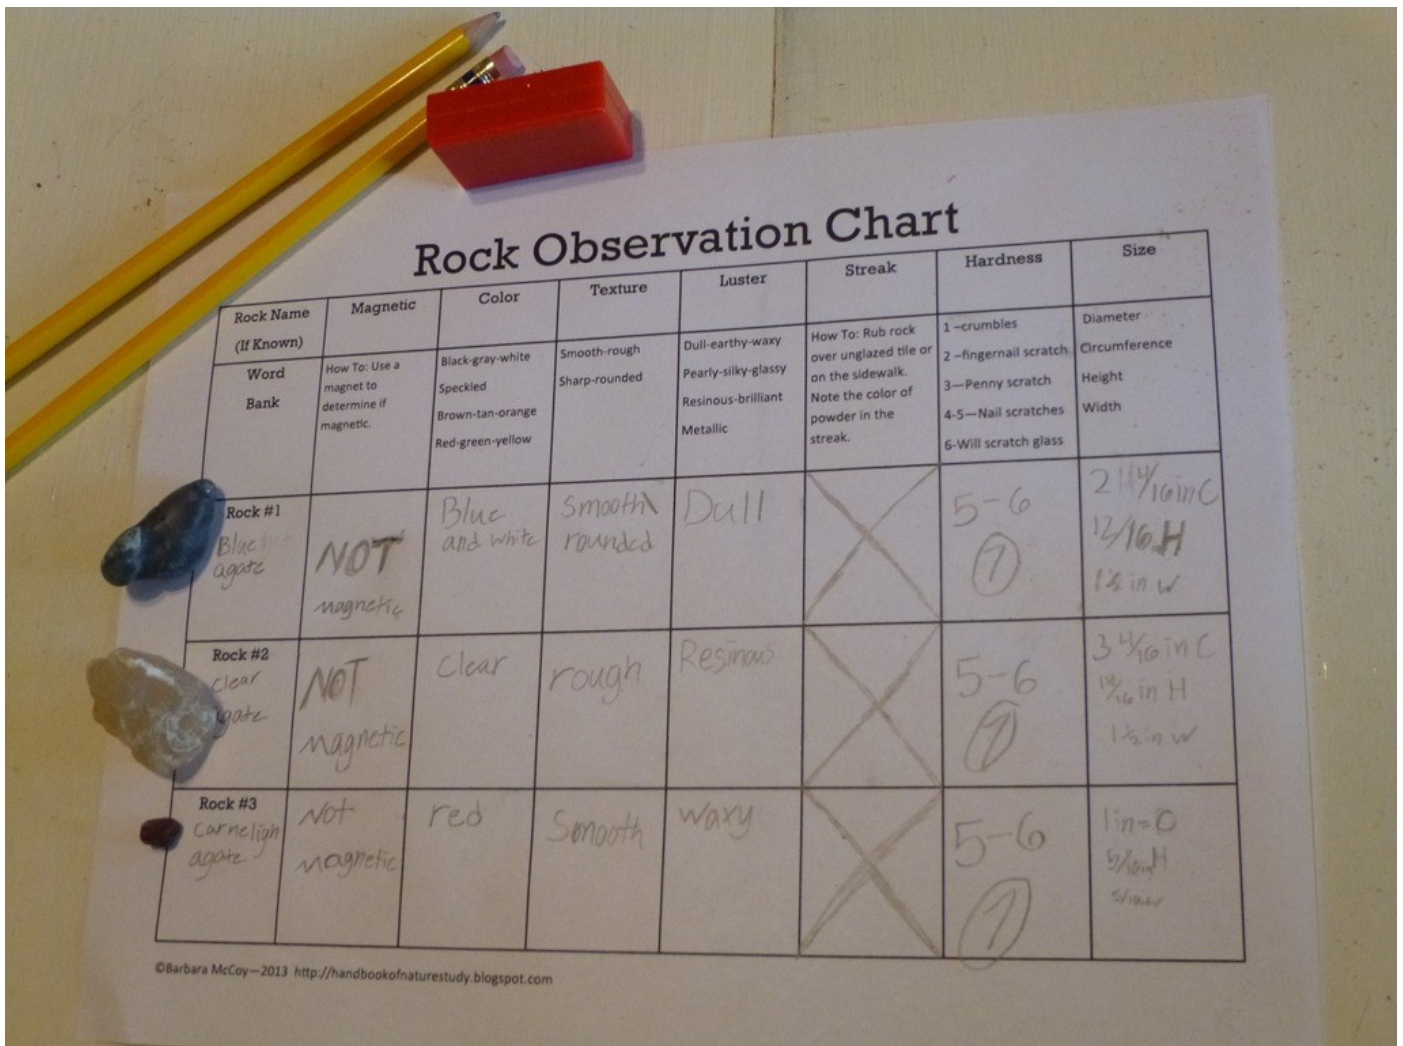 Rock Observation Chart
Rock Name
(If Known)
Magnetic
Color
Texture
Luster
Streak
Hardness
Size
Word
Bank
How To: Use a
magnet to
determine if
magnetic.
Black-gray-white
Speckled
Brown-tan-orange
Red-green-yellow
Smooth-rough
Sharp-rounded
Dull-earthy-waxy
Pearly-silky-glassy
Resinous-brilliant
Metallic
How To: Rub rock
over unglazed tile or
on the sidewalk.
Note the color of
powder in the
streak.
1 –crumbles
2 –fingernail scratch
3—Penny scratch
4-5—Nail scratches
6-Will scratch glass
Diameter
Circumference
Height
Width
Rock #1
Blue
agate
NOT
magnetic
Blue
and white
Smooth
rounded
Dull
5-6
7
12/16 H
1½ in W
Rock #2
Clear
agate
NOT
magnetic
Clear
rough
Resinous
5-6
7
in C
in H
1½ in W
Rock #3
Carneligh
agate
Not
magnetic
red
Smooth
waxy
5-6
7
1in=C
©Barbara McCoy—2013 http://handbookofnaturestudy.blogspot.com